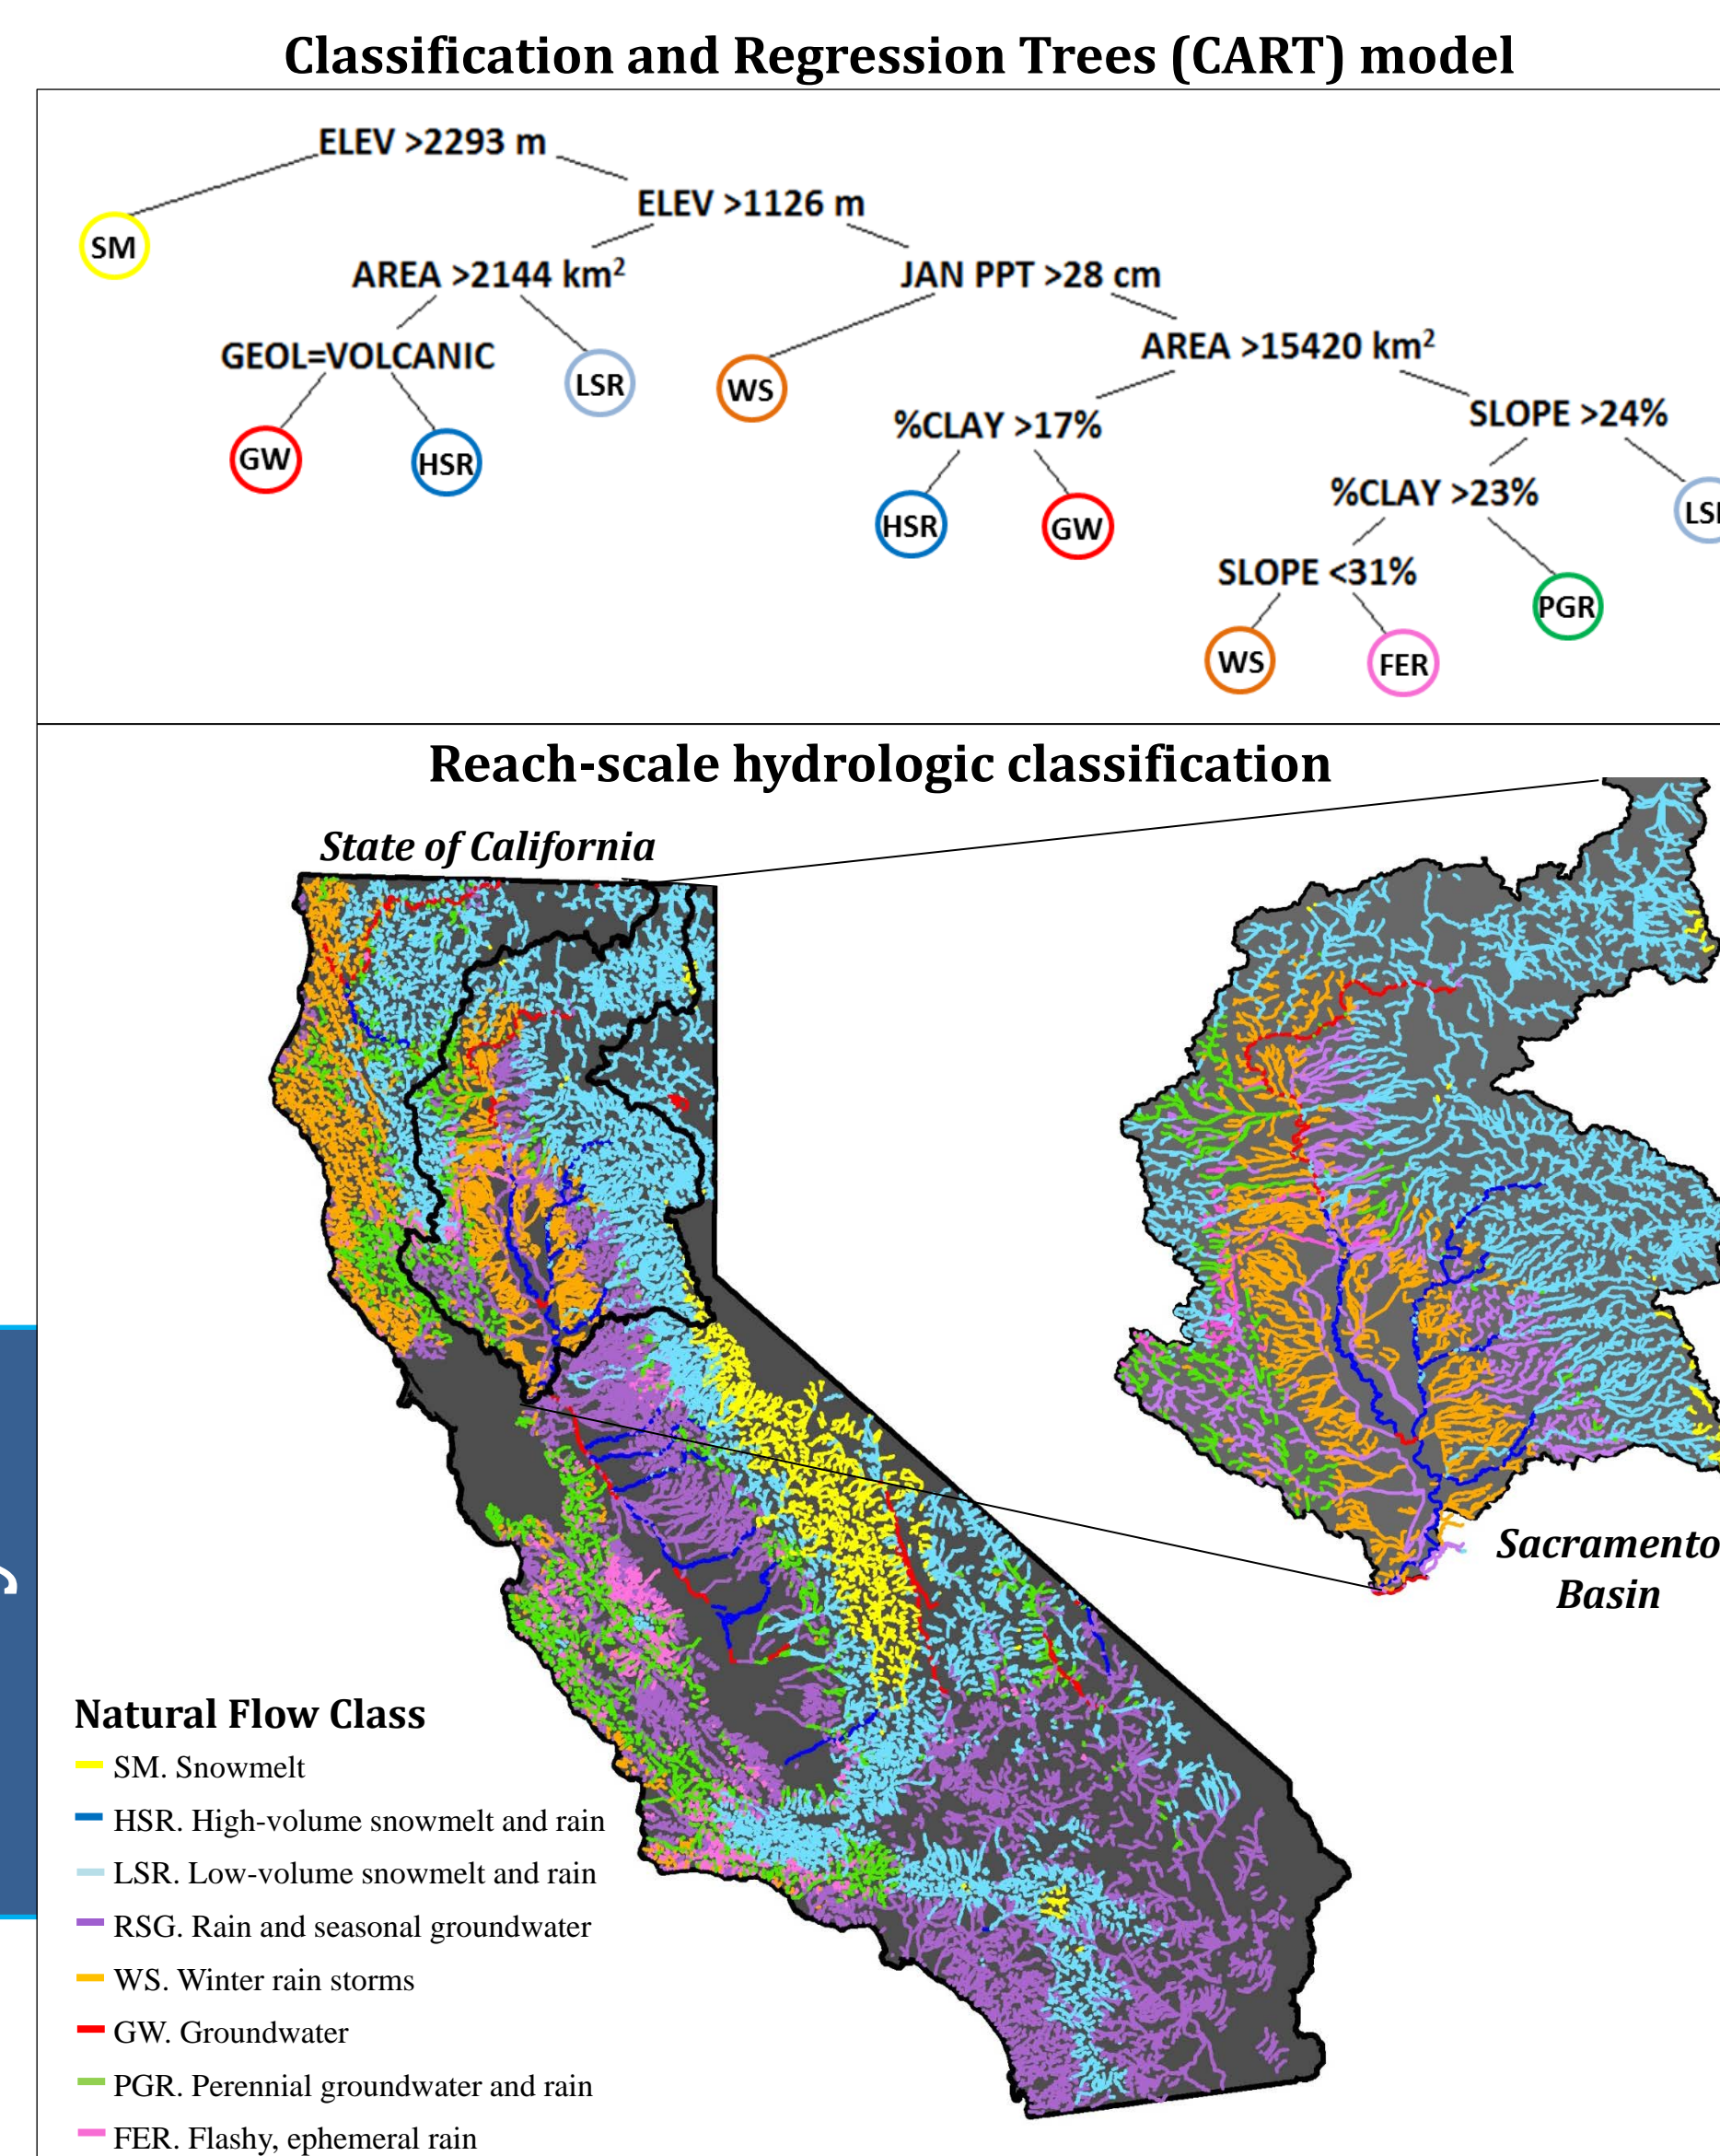 Classification and Regression Trees (CART) model
ELEV >2293 m
ELEV >1126 m
SM
AREA >2144 km²
JAN PPT >28 cm
GEOL=VOLCANIC
LSR
WS
AREA >15420 km²
GW
HSR
%CLAY >17%
SLOPE >24%
HSR
GW
%CLAY >23%
SLOPE <31%
PGR
WS
FER
Reach-scale hydrologic classification
State of California
Sacramento
Basin
Natural Flow Class
SM. Snowmelt
HSR. High-volume snowmelt and rain
LSR. Low-volume snowmelt and rain
RSG. Rain and seasonal groundwater
WS. Winter rain storms
GW. Groundwater
PGR. Perennial groundwater and rain
FER. Flashy, ephemeral rain